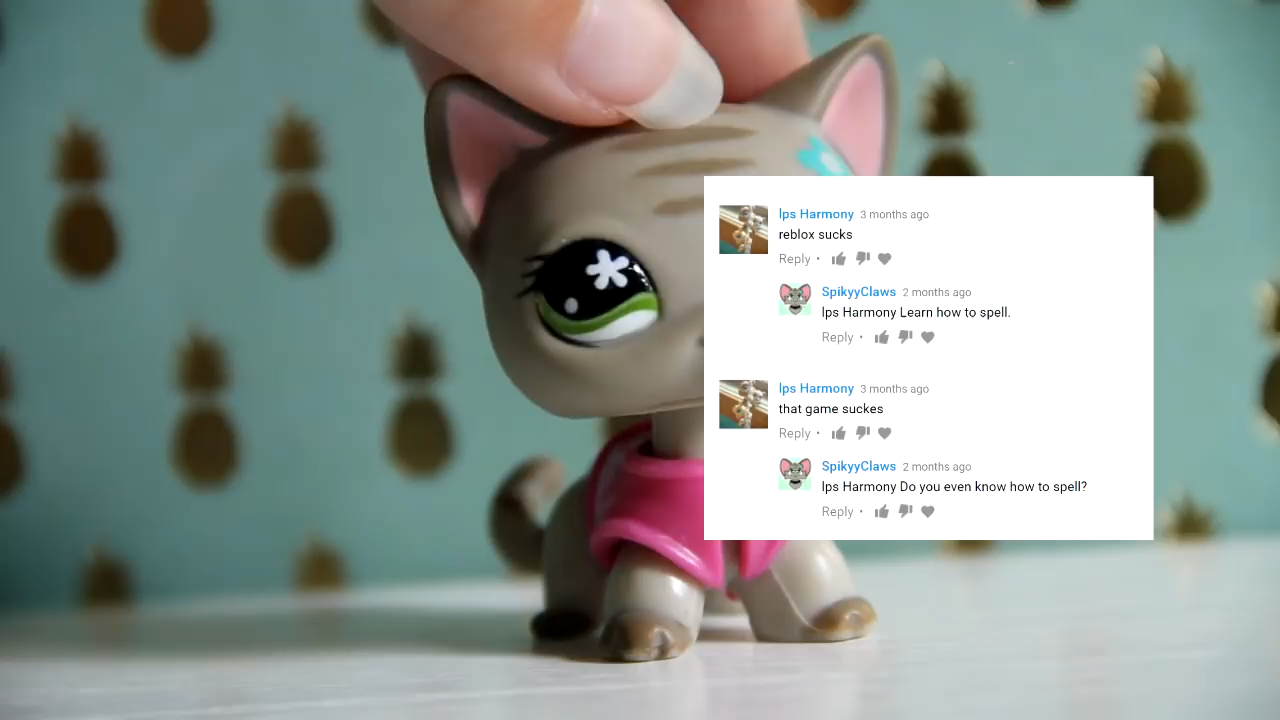 lps Harmony 3 months ago
reblox sucks
Reply •
SpikyyClaws 2 months ago
lps Harmony Learn how to spell.
Reply •
lps Harmony 3 months ago
that game suckes
Reply •
SpikyyClaws 2 months ago
lps Harmony Do you even know how to spell?
Reply •